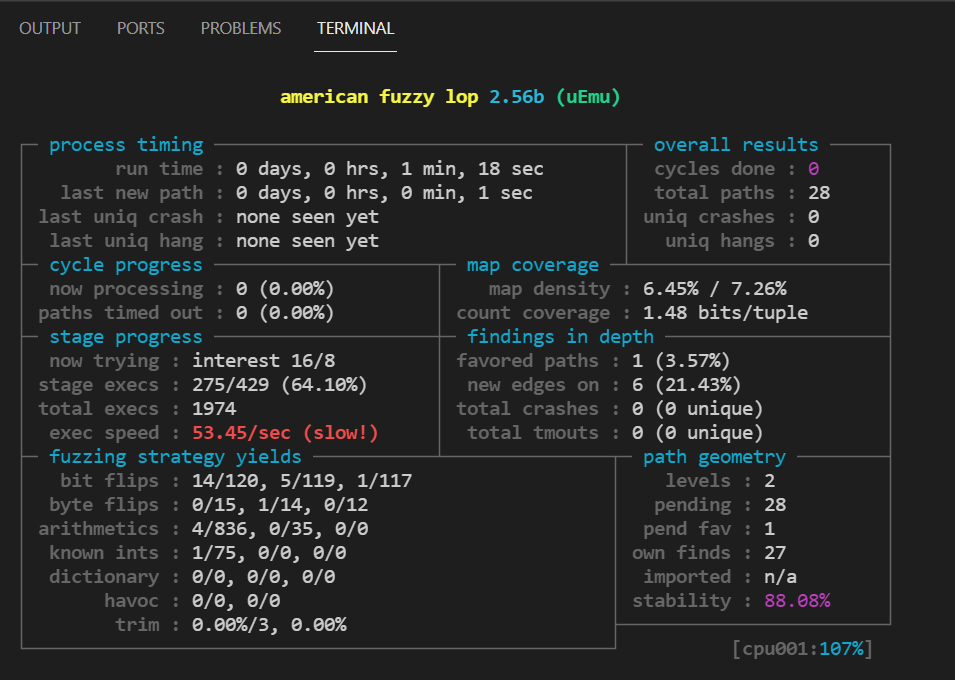 OUTPUT PORTS PROBLEMS TERMINAL
american fuzzy lop 2.56b (uEmu)
process timing overall results
run time : 0 days, 0 hrs, 1 min, 18 sec cycles done : 0
last new path : 0 days, 0 hrs, 0 min, 1 sec total paths : 28
last uniq crash : none seen yet uniq crashes : 0
last uniq hang : none seen yet uniq hangs : 0
cycle progress map coverage
now processing : 0 (0.00%) map density : 6.45% / 7.26%
paths timed out : 0 (0.00%) count coverage : 1.48 bits/tuple
stage progress findings in depth
now trying : interest 16/8 favored paths : 1 (3.57%)
stage execs : 275/429 (64.10%) new edges on : 6 (21.43%)
total execs : 1974 total crashes : 0 (0 unique)
exec speed : 53.45/sec (slow!) total tmouts : 0 (0 unique)
fuzzing strategy yields path geometry
bit flips : 14/120, 5/119, 1/117 levels : 2
byte flips : 0/15, 1/14, 0/12 pending : 28
arithmetics : 4/836, 0/35, 0/0 pend fav : 1
known ints : 1/75, 0/0, 0/0 own finds : 27
dictionary : 0/0, 0/0, 0/0 imported : n/a
havoc : 0/0, 0/0 stability : 88.08%
trim : 0.00%/3, 0.00%
[cpu001:107%]